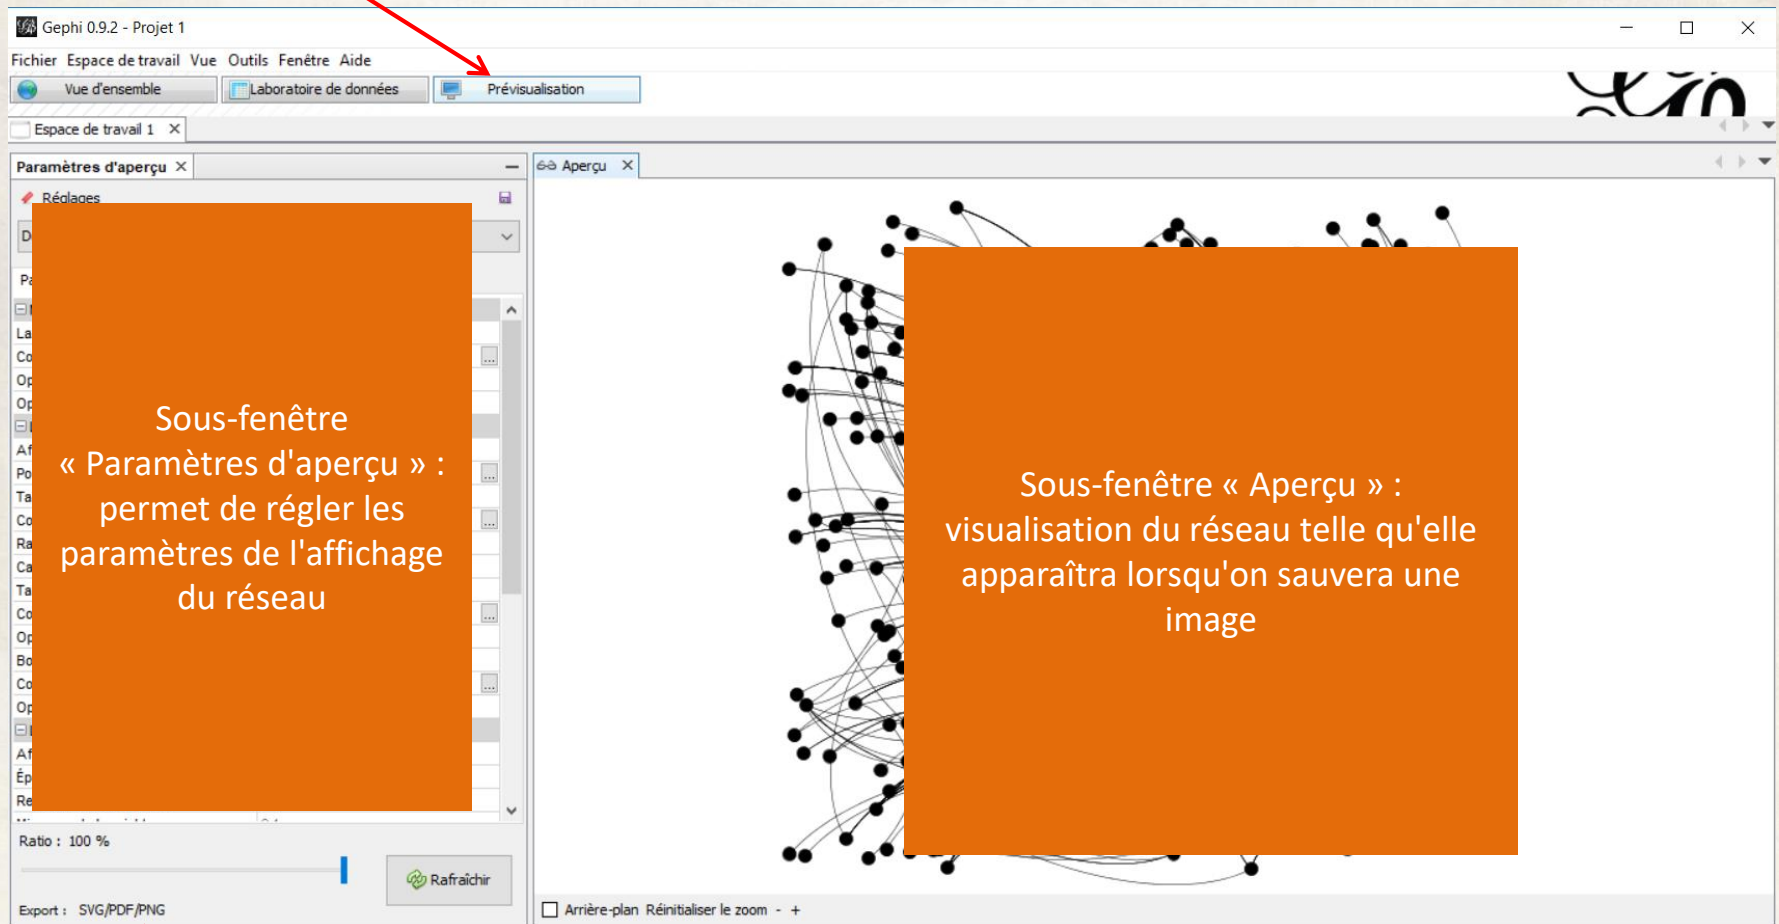 Gephi 0.9.2 - Projet 1
Fichier Espace de travail Vue Outils Fenêtre Aide
Vue d'ensemble Laboratoire de données Prévisualisation
Espace de travail 1
Paramètres d'aperçu
Aperçu
Réglages
Sous-fenêtre
« Paramètres d'aperçu » :
permet de régler les
paramètres de l'affichage
du réseau
Sous-fenêtre « Aperçu » :
visualisation du réseau telle qu'elle
apparaîtra lorsqu'on sauvera une
image
Ratio : 100 %
Rafraîchir
Export : SVG/PDF/PNG
Arrière-plan Réinitialiser le zoom - +